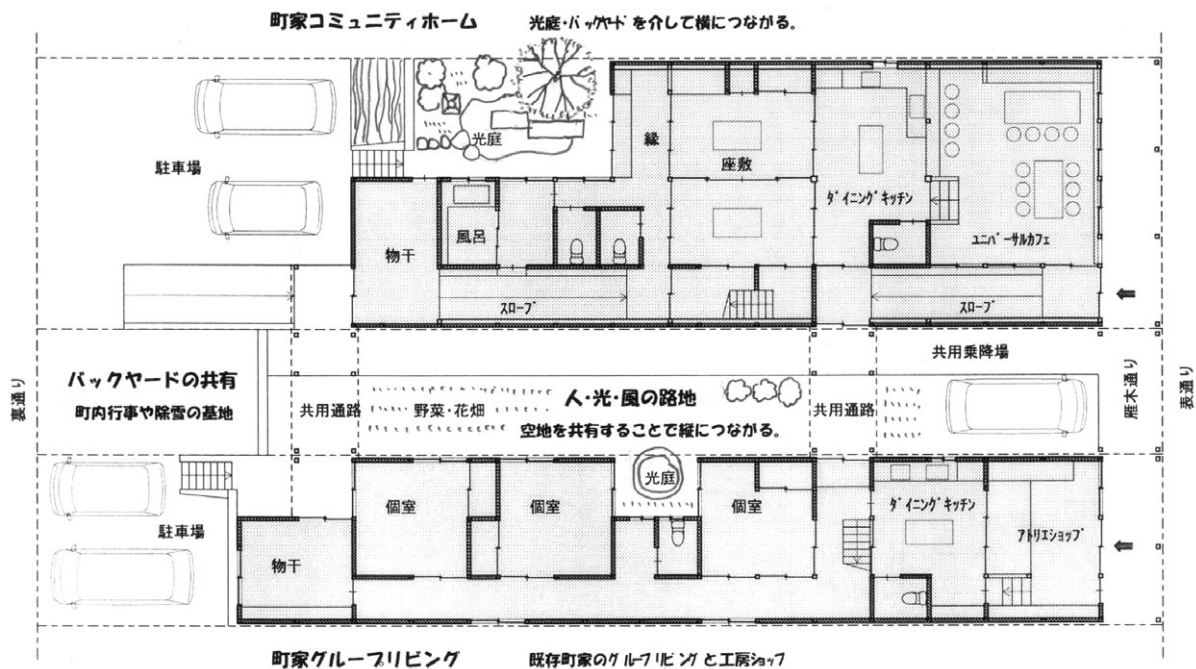 町家コミュニティホーム
光庭・バックヤードを介して横につながる。
駐車場
光庭
縁
座敷
ダイニングキッチン
ユニバーサルカフェ
物干
風呂
スロープ
スロープ
裏通り
バックヤードの共有
町内行事や除雪の基地
共用通路
野菜・花畑
人・光・風の路地
空地を共有することで縦につながる。
共用通路
共用乗降場
雁木通り
表通り
駐車場
物干
個室
個室
光庭
個室
ダイニングキッチン
アトリエショップ
町家グループリビング
既存町家のグループリビングと工房ショップ